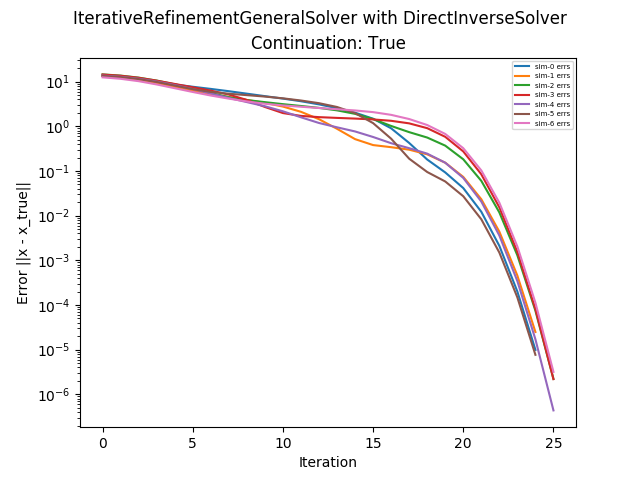 IterativeRefinementGeneralSolver with DirectInverseSolver
Continuation: True
Error ||x - x_true||
10¹
10⁰
10⁻¹
10⁻²
10⁻³
10⁻⁴
10⁻⁵
10⁻⁶
sim-0 errs
sim-1 errs
sim-2 errs
sim-3 errs
sim-4 errs
sim-5 errs
sim-6 errs
0 5 10 15 20 25
Iteration